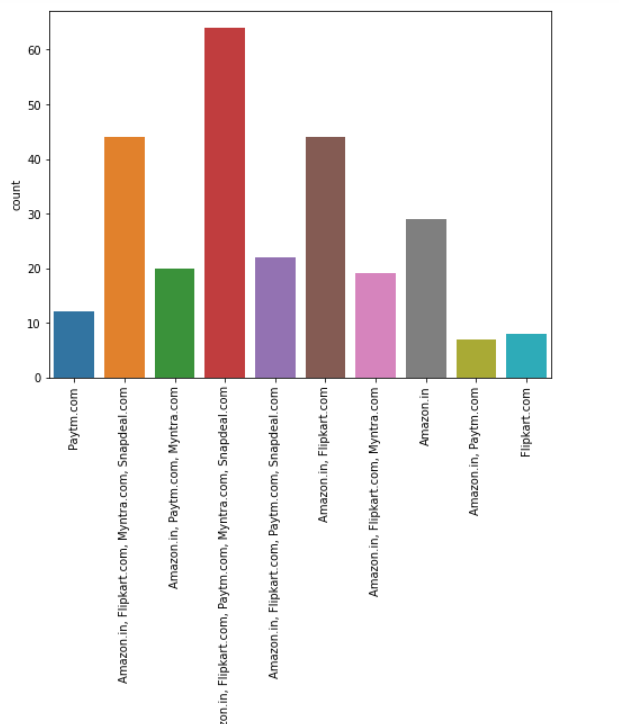 60
50
40
30
20
10
0
count
Paytm.com
Amazon.in, Flipkart.com, Myntra.com, Snapdeal.com
Amazon.in, Paytm.com, Myntra.com
zon.in, Flipkart.com, Paytm.com, Myntra.com, Snapdeal.com
Amazon.in, Flipkart.com, Paytm.com, Snapdeal.com
Amazon.in, Flipkart.com
Amazon.in, Flipkart.com, Myntra.com
Amazon.in
Amazon.in, Paytm.com
Flipkart.com